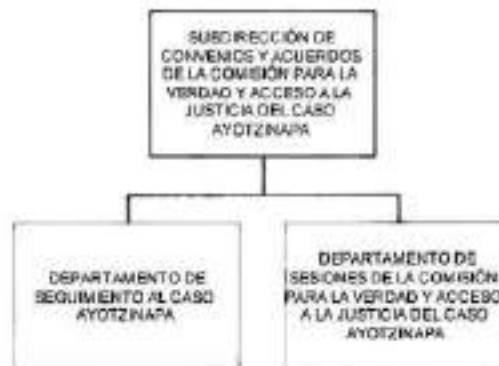 SUBDIRECCIÓN DE
CONVENIOS Y ACUERDOS
DE LA COMISIÓN PARA LA
VERDAD Y ACCESO A LA
JUSTICIA DEL CASO
AYOTZINAPA
DEPARTAMENTO DE
SEGUIMIENTO AL CASO
AYOTZINAPA
DEPARTAMENTO DE
SESIONES DE LA COMISIÓN
PARA LA VERDAD Y ACCESO
A LA JUSTICIA DEL CASO
AYOTZINAPA